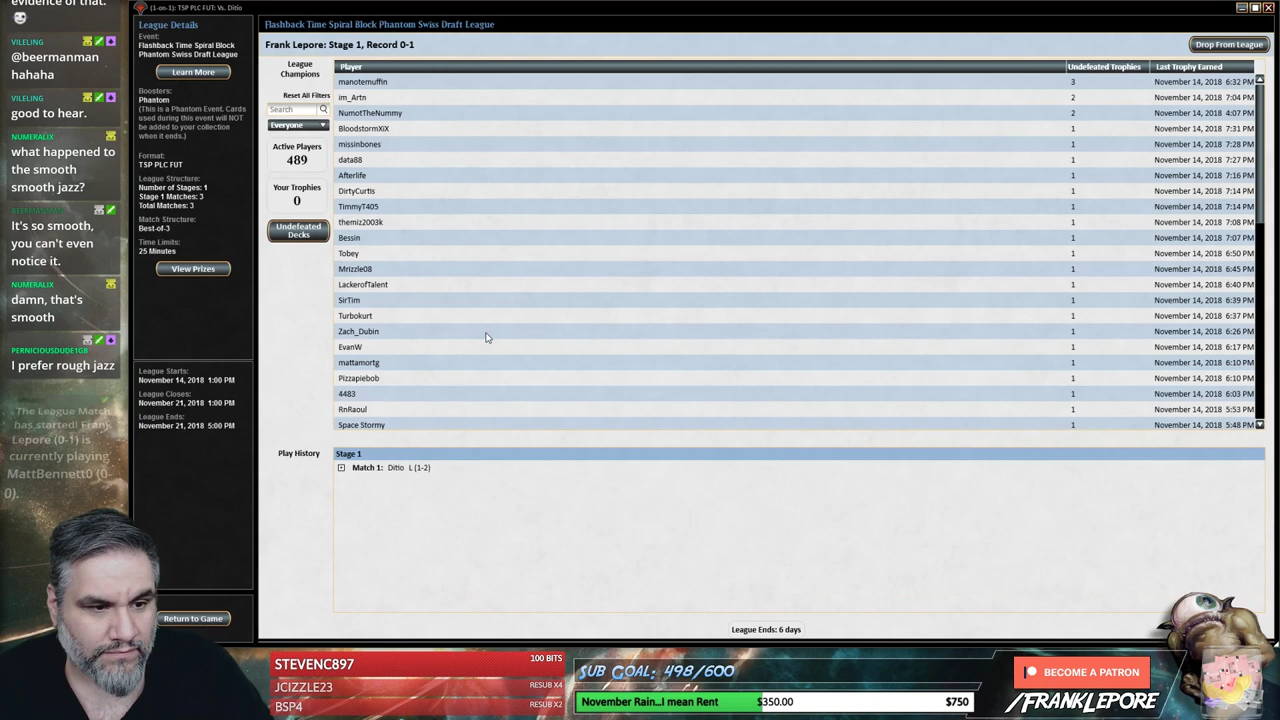 evidence of that.
VILELING
@beermanman
hahaha
VILELING
good to hear.
NUMERALIX
what happened to
the smooth
smooth jazz?
It's so smooth,
you can't even
notice it.
NUMERALIX
damn, that's
smooth
PERNICIOUSDUDE1GB
I prefer rough jazz
The League Match
has started! Frank
Lepore (0-1) is
currently playing
MattBennett0 (0-
0).
(1-on-1): TSP PLC FUT: Vs. Ditio
League Details
Event:
Flashback Time Spiral Block
Phantom Swiss Draft League
Learn More
Boosters:
Phantom
(This is a Phantom Event. Cards
used during this event will NOT
be added to your collection
when it ends.)
Format:
TSP PLC FUT
League Structure:
Number of Stages: 1
Stage 1 Matches: 3
Total Matches: 3
Match Structure:
Best-of-3
Time Limits:
25 Minutes
View Prizes
League Starts:
November 14, 2018 1:00 PM
League Closes:
November 21, 2018 1:00 PM
League Ends:
November 21, 2018 5:00 PM
Return to Game
Flashback Time Spiral Block Phantom Swiss Draft League
Frank Lepore: Stage 1, Record 0-1
Drop From League
League
Champions
Reset All Filters
Search
Everyone
Active Players
489
Your Trophies
0
Undefeated
Decks
Player Undefeated Trophies Last Trophy Earned
manotemuffin 3 November 14, 2018 6:32 PM
im_Artn 2 November 14, 2018 7:04 PM
NumotTheNummy 2 November 14, 2018 4:07 PM
BloodstormXIX 1 November 14, 2018 7:31 PM
missinbones 1 November 14, 2018 7:28 PM
data88 1 November 14, 2018 7:27 PM
Afterlife 1 November 14, 2018 7:16 PM
DirtyCurtis 1 November 14, 2018 7:14 PM
TimmyT405 1 November 14, 2018 7:14 PM
themiz2003k 1 November 14, 2018 7:08 PM
Bessin 1 November 14, 2018 7:07 PM
Tobey 1 November 14, 2018 6:50 PM
Mrizzle08 1 November 14, 2018 6:45 PM
LackerofTalent 1 November 14, 2018 6:40 PM
SirTim 1 November 14, 2018 6:39 PM
Turbokurt 1 November 14, 2018 6:37 PM
Zach_Dubin 1 November 14, 2018 6:26 PM
EvanW 1 November 14, 2018 6:17 PM
mattamortg 1 November 14, 2018 6:10 PM
Pizzapiebob 1 November 14, 2018 6:10 PM
4483 1 November 14, 2018 6:03 PM
RnRaoul 1 November 14, 2018 5:53 PM
Space Stormy 1 November 14, 2018 5:48 PM
Play History
Stage 1
Match 1: Ditio L (1-2)
League Ends: 6 days
STEVENC897 100 BITS
JCIZZLE23 RESUB X4
BSP4 RESUB X2
SUB GOAL: 498/600
November Rain...I mean Rent $350.00 $750
BECOME A PATRON
/FRANKLEPORE